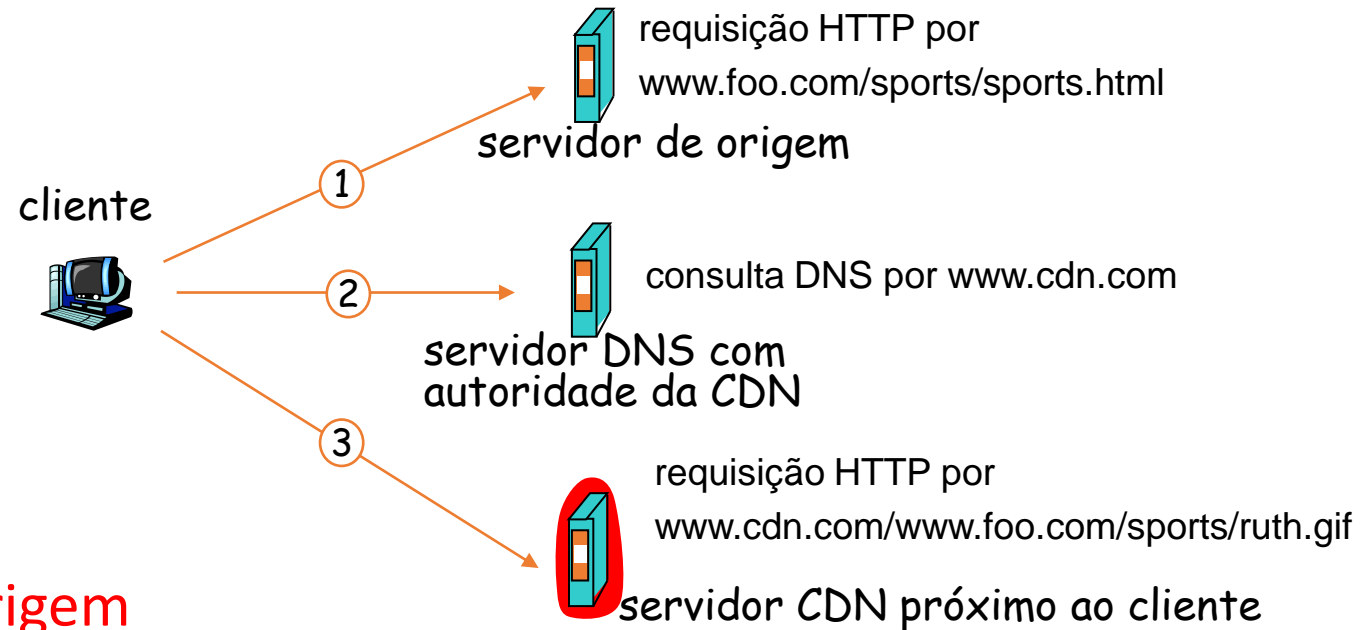 requisição HTTP por
www.foo.com/sports/sports.html
servidor de origem
1
cliente
2
consulta DNS por www.cdn.com
servidor DNS com
autoridade da CDN
3
requisição HTTP por
www.cdn.com/www.foo.com/sports/ruth.gif
servidor CDN próximo ao cliente
rigem